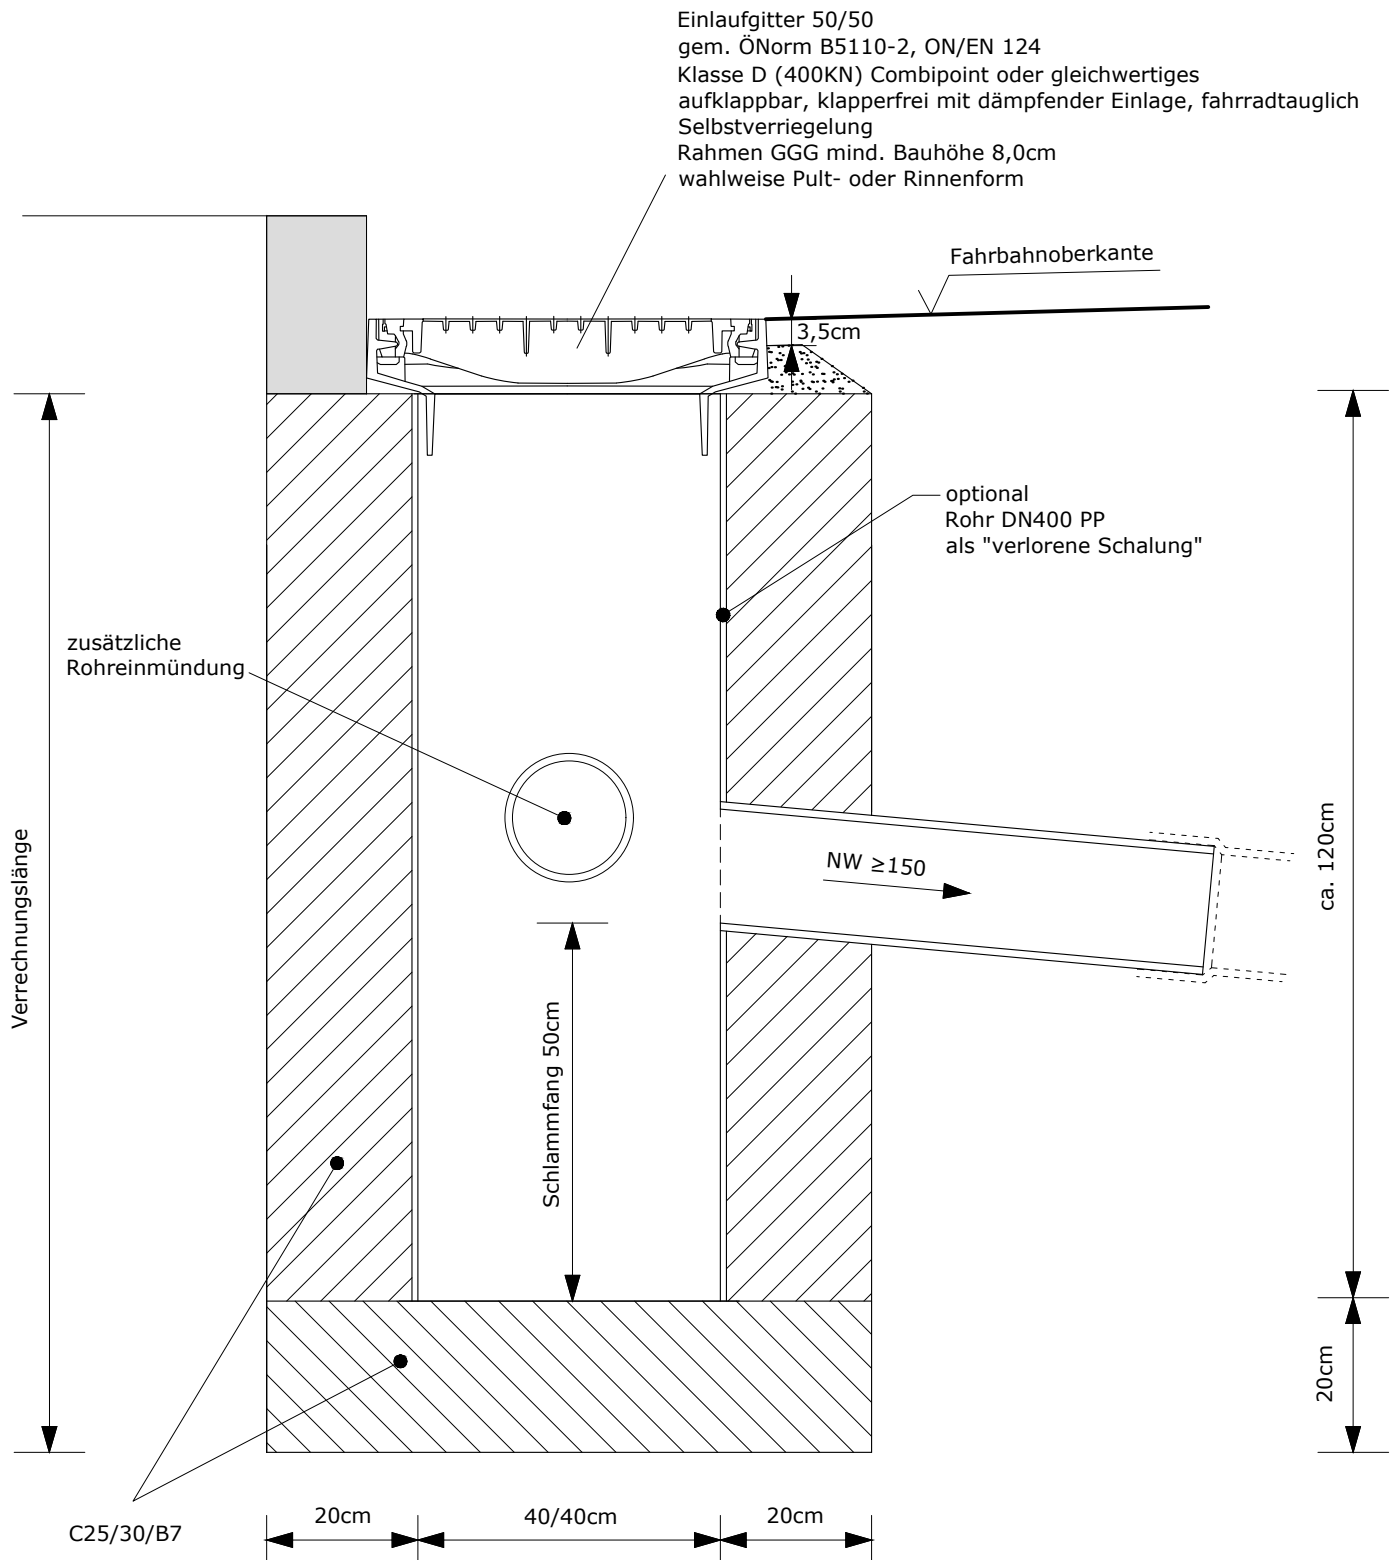 Einlaufgitter 50/50
gem. ÖNorm B5110-2, ON/EN 124
Klasse D (400KN) Combipoint oder gleichwertiges
aufklappbar, klapperfrei mit dämpfender Einlage, fahrradtauglich
Selbstverriegelung
Rahmen GGG mind. Bauhöhe 8,0cm
wahlweise Pult- oder Rinnenform
Fahrbahnoberkante
3,5cm
optional
Rohr DN400 PP
als "verlorene Schalung"
zusätzliche
Rohreinmündung
Verrechnungslänge
NW ≥150
ca. 120cm
Schlammfang 50cm
20cm
C25/30/B7
20cm
40/40cm
20cm